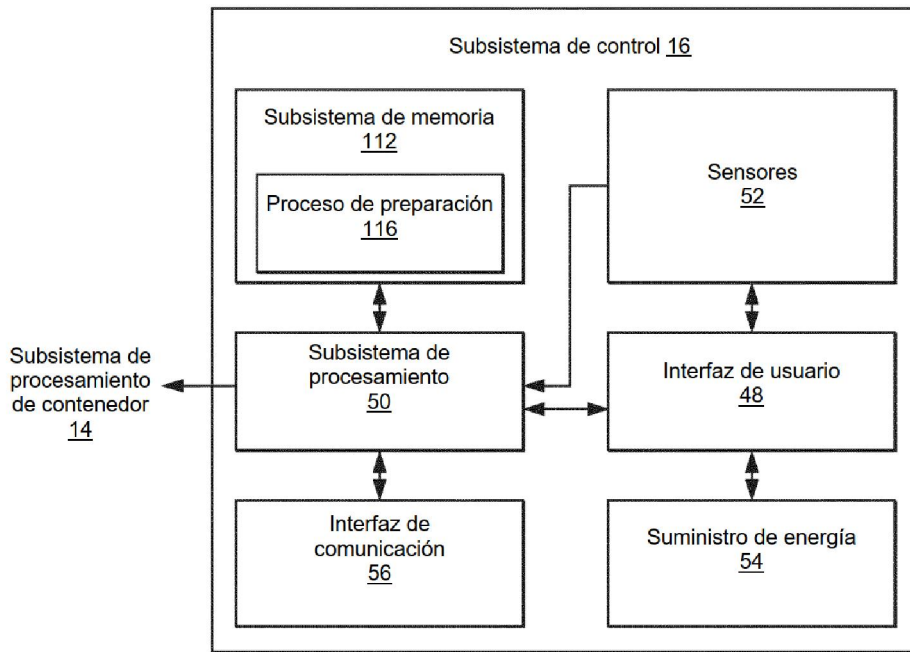 Subsistema de control 16
Subsistema de memoria
112
Proceso de preparación
116
Sensores
52
Subsistema de
procesamiento
de contenedor
14
Subsistema de
procesamiento
50
Interfaz de usuario
48
Interfaz de
comunicación
56
Suministro de energía
54